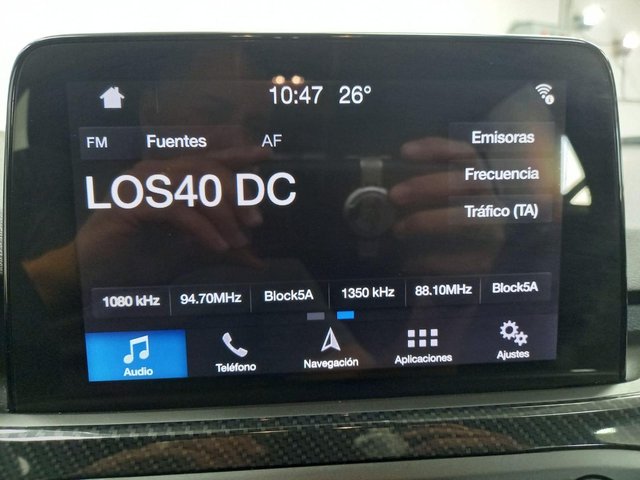 10:47 26°
FM Fuentes AF Emisoras
LOS40 DC Frecuencia
Tráfico (TA)
1080 kHz 94.70MHz Block5A 1350 kHz 88.10MHz Block5A
Audio Teléfono Navegación Aplicaciones Ajustes